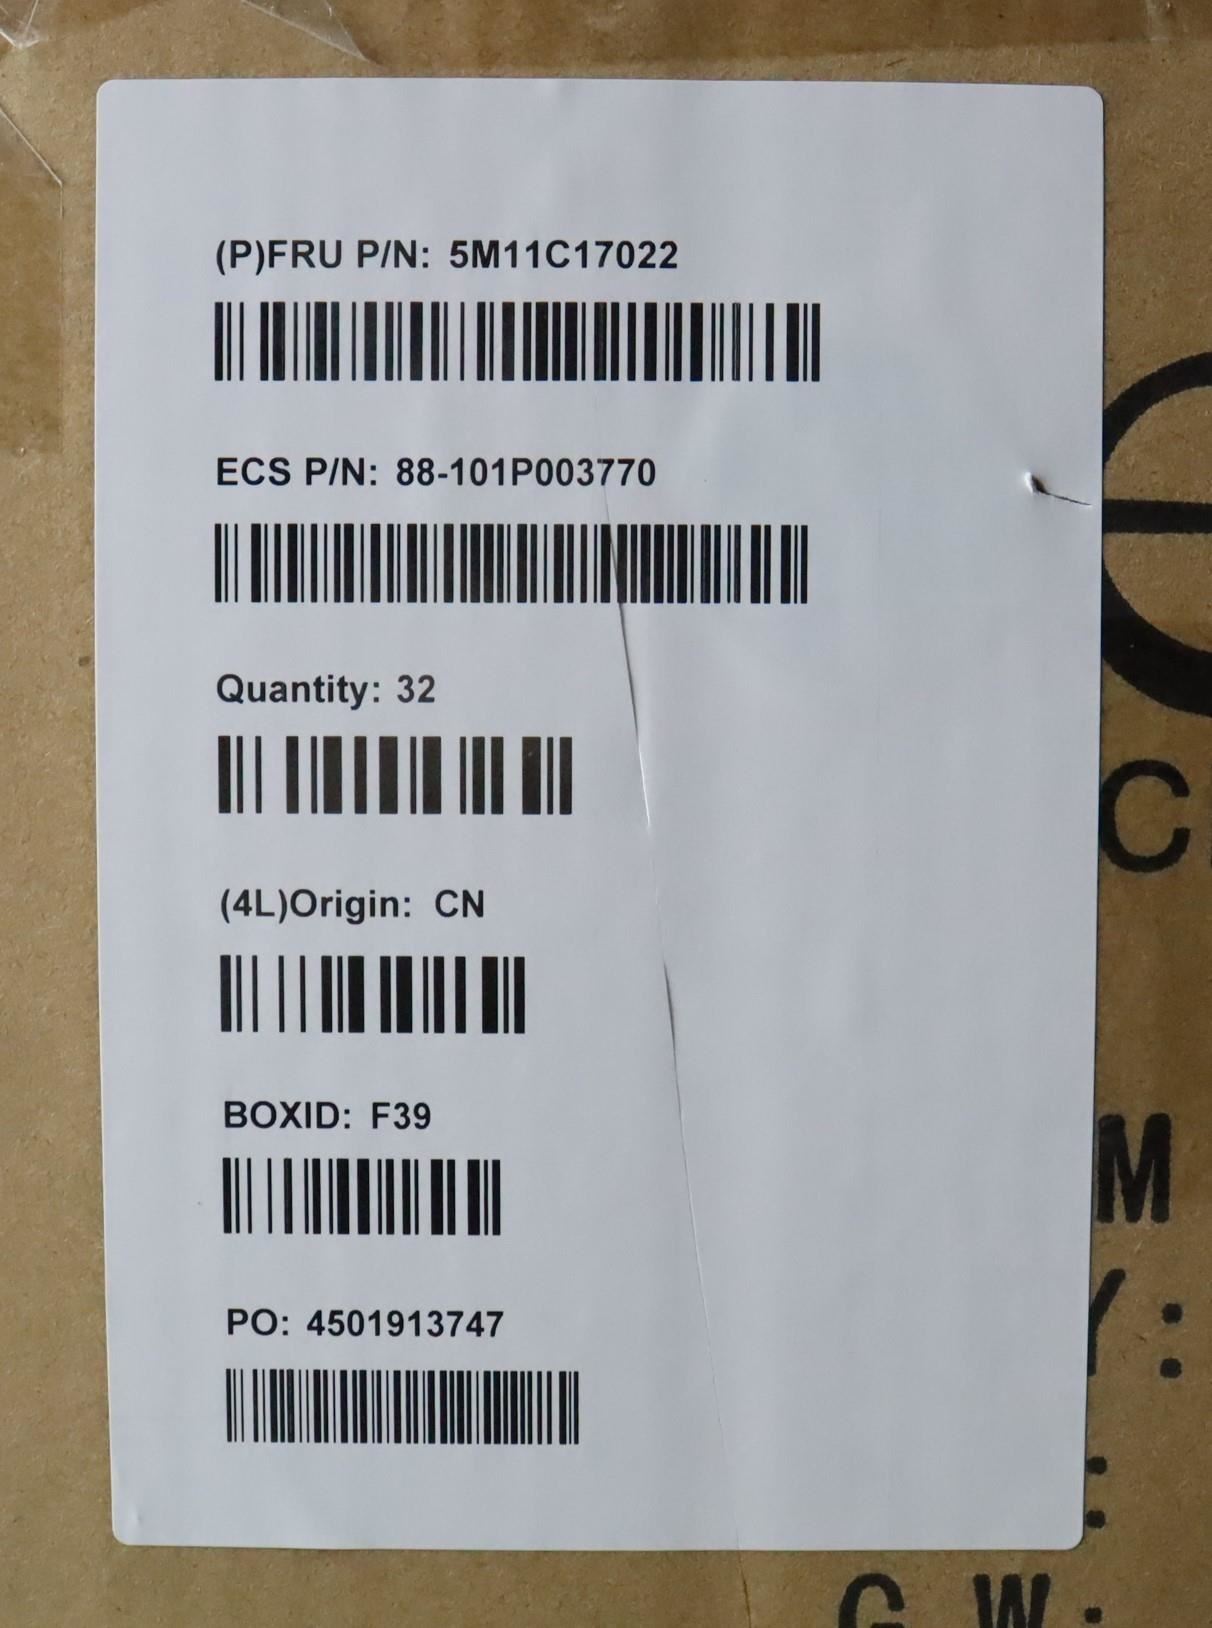 (P)FRU P/N: 5M11C17022
ECS P/N: 88-101P003770
Quantity: 32
(4L)Origin: CN
BOXID: F39
PO: 4501913747
G.W.: